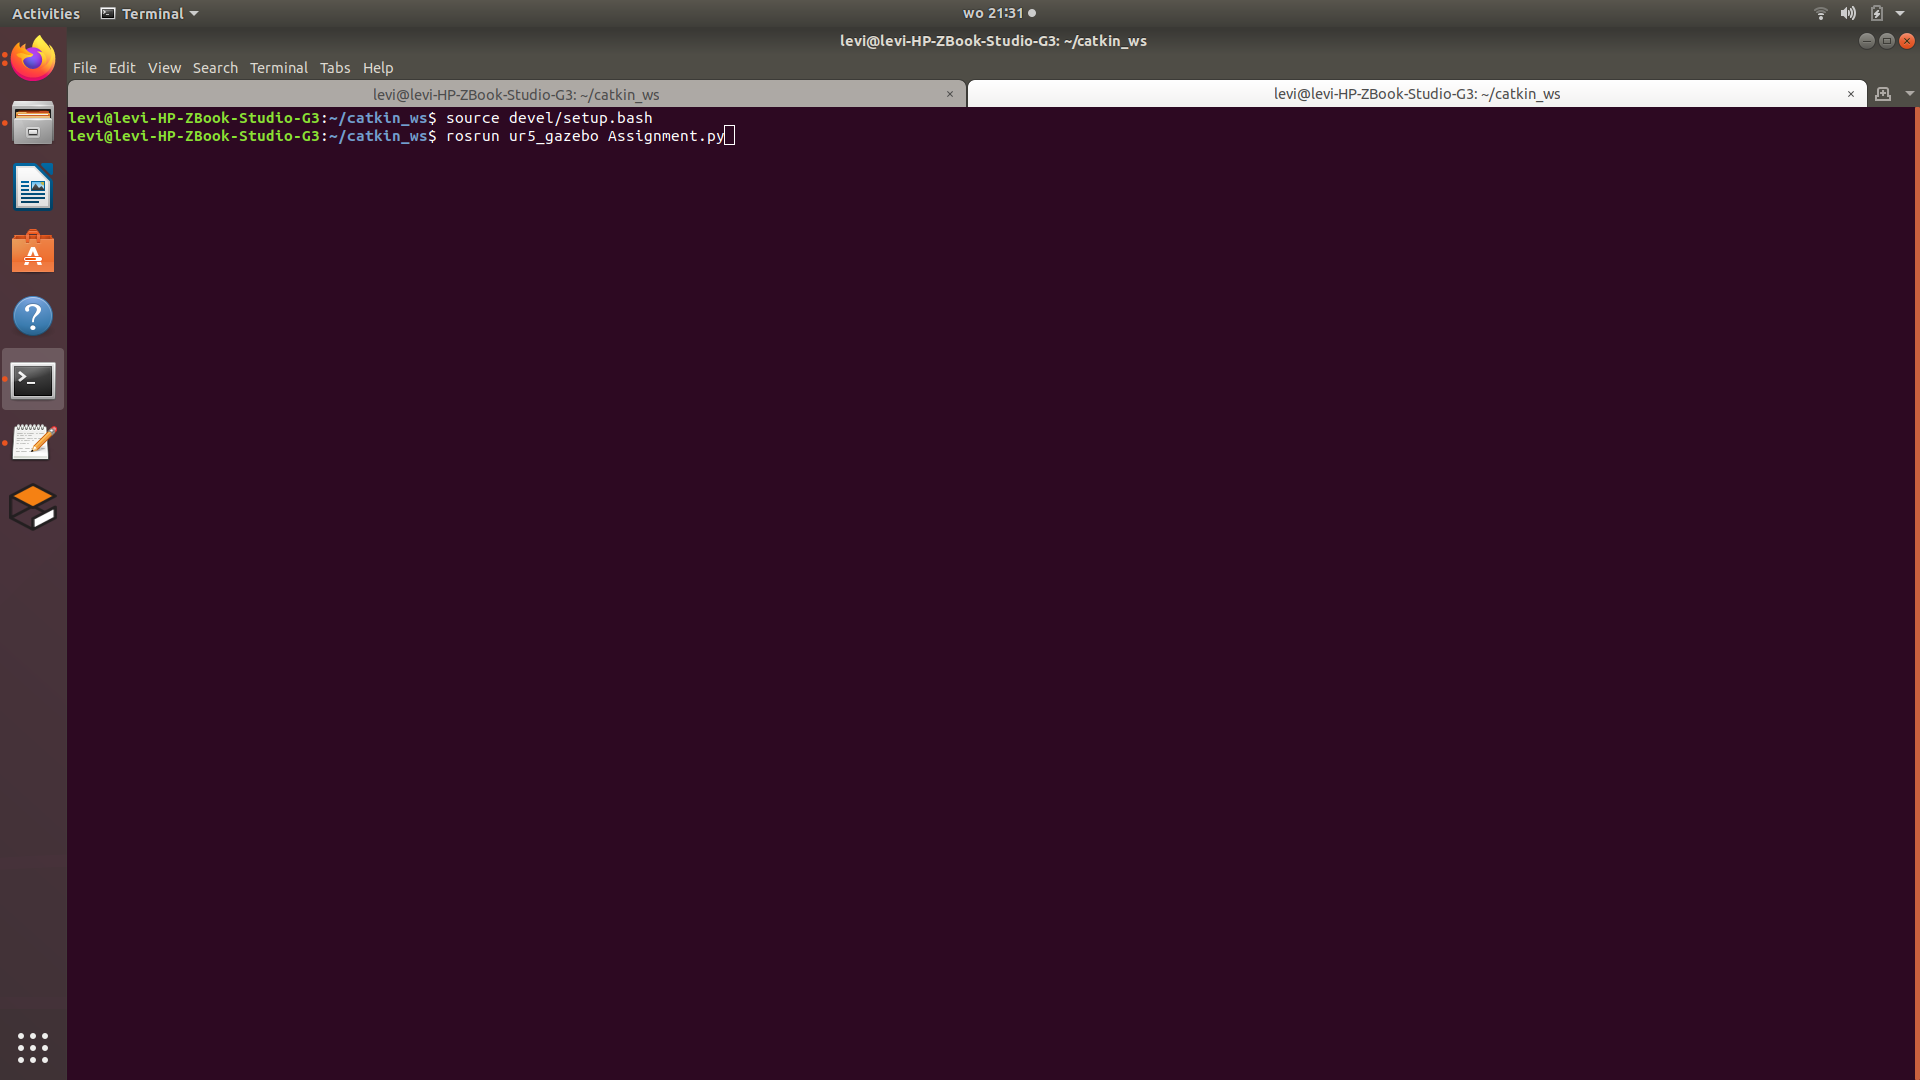 Activities Terminal wo 21:31
levi@levi-HP-ZBook-Studio-G3: ~/catkin_ws
File Edit View Search Terminal Tabs Help
levi@levi-HP-ZBook-Studio-G3: ~/catkin_ws × levi@levi-HP-ZBook-Studio-G3: ~/catkin_ws ×
levi@levi-HP-ZBook-Studio-G3:~/catkin_ws$ source devel/setup.bash
levi@levi-HP-ZBook-Studio-G3:~/catkin_ws$ rosrun ur5_gazebo Assignment.py